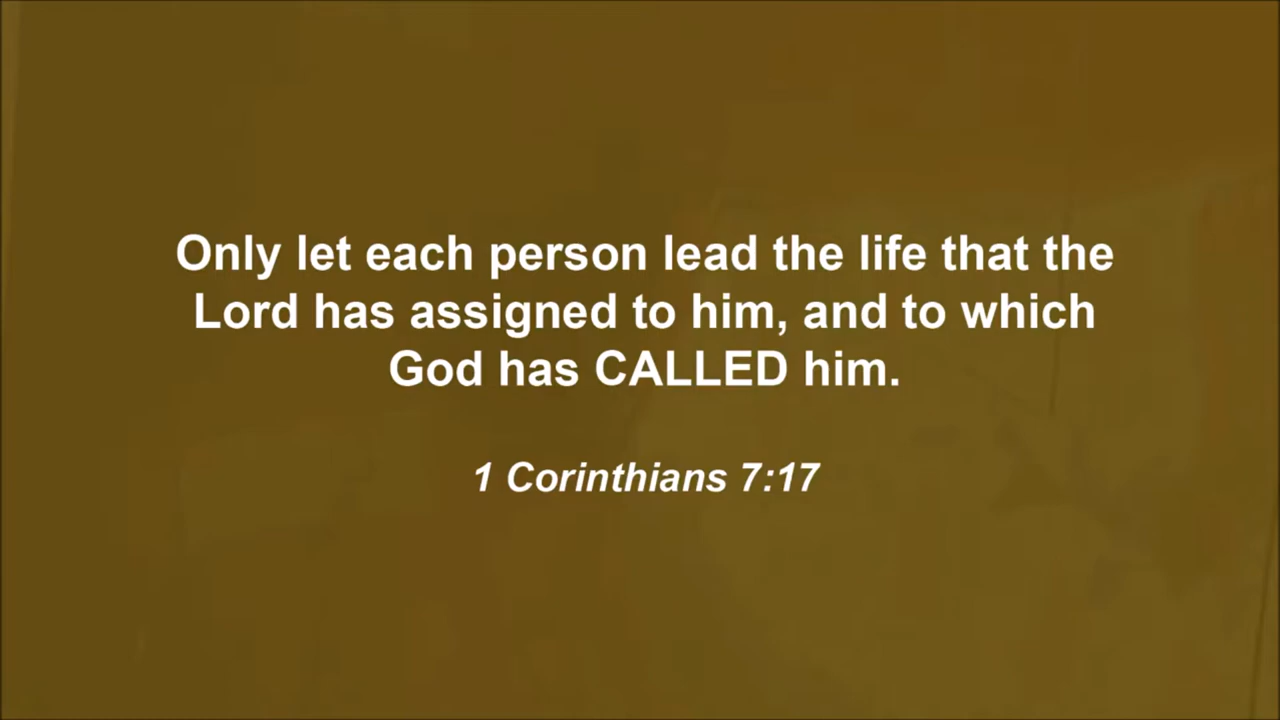 Only let each person lead the life that the
Lord has assigned to him, and to which
God has CALLED him.
1 Corinthians 7:17